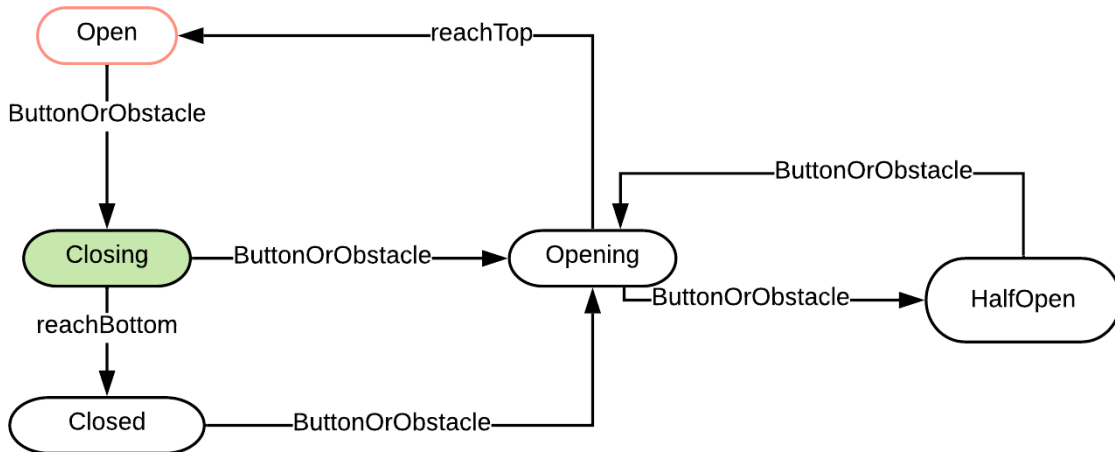 Open
reachTop
ButtonOrObstacle
ButtonOrObstacle
Closing
ButtonOrObstacle
Opening
ButtonOrObstacle
HalfOpen
reachBottom
Closed
ButtonOrObstacle